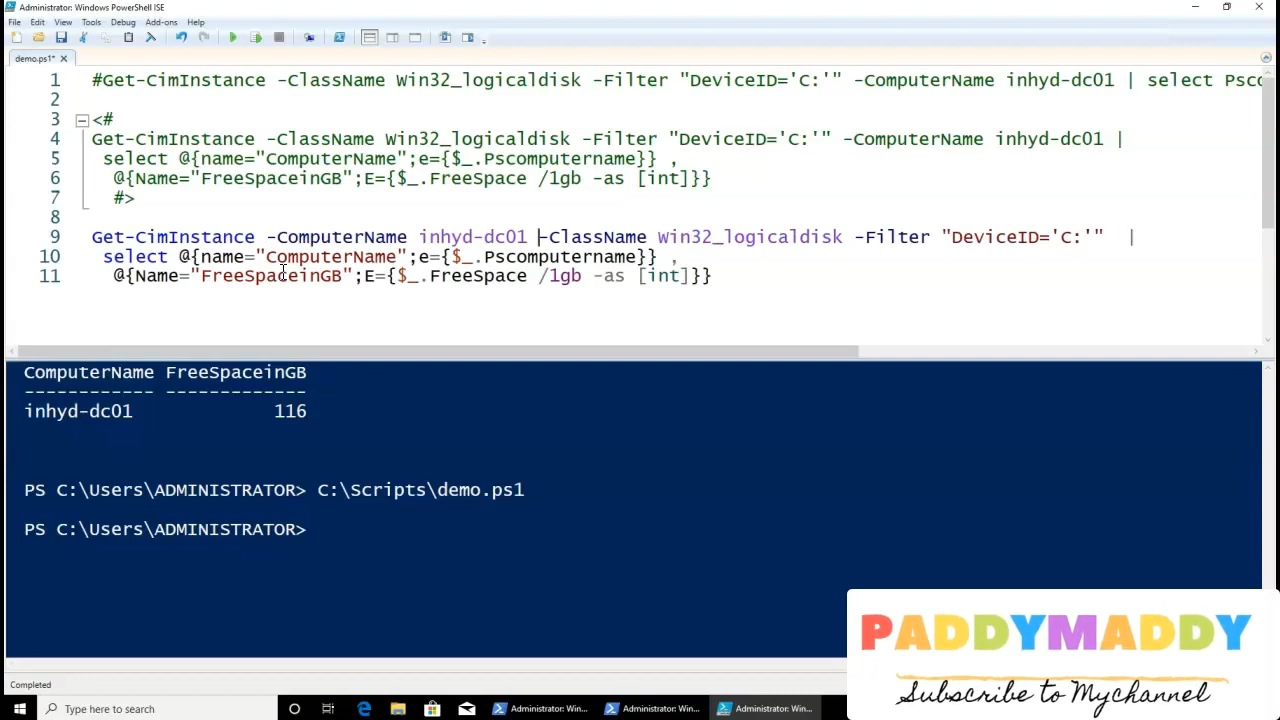 Administrator: Windows PowerShell ISE
File Edit View Tools Debug Add-ons Help
demo.ps1*
1 #Get-CimInstance -ClassName Win32_logicaldisk -Filter "DeviceID='C:'" -ComputerName inhyd-dc01 | select Psco
2
3 <#
4 Get-CimInstance -ClassName Win32_logicaldisk -Filter "DeviceID='C:'" -ComputerName inhyd-dc01 |
5 select @{name="ComputerName";e={$_.Pscomputername}} ,
6 @{Name="FreeSpaceinGB";E={$_.FreeSpace /1gb -as [int]}}
7 #>
8
9 Get-CimInstance -ComputerName inhyd-dc01 -ClassName Win32_logicaldisk -Filter "DeviceID='C:'" |
10 select @{name="ComputerName";e={$_.Pscomputername}} ,
11 @{Name="FreeSpaceinGB";E={$_.FreeSpace /1gb -as [int]}}
ComputerName FreeSpaceinGB
------------ -------------
inhyd-dc01 116
PS C:\Users\ADMINISTRATOR> C:\Scripts\demo.ps1
PS C:\Users\ADMINISTRATOR>
PADDYMADDY
Subscribe to Mychannel
Completed
Type here to search
Administrator: Win...
Administrator: Win...
Administrator: Win...